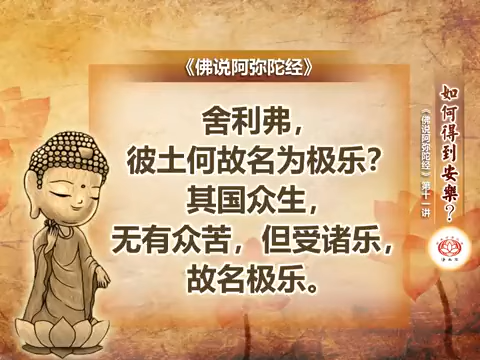 《佛说阿弥陀经》
舍利弗，
彼土何故名为极乐？
其国众生，
无有众苦，但受诸乐，
故名极乐。
如何得到安樂？
《佛说阿弥陀经》第十一讲